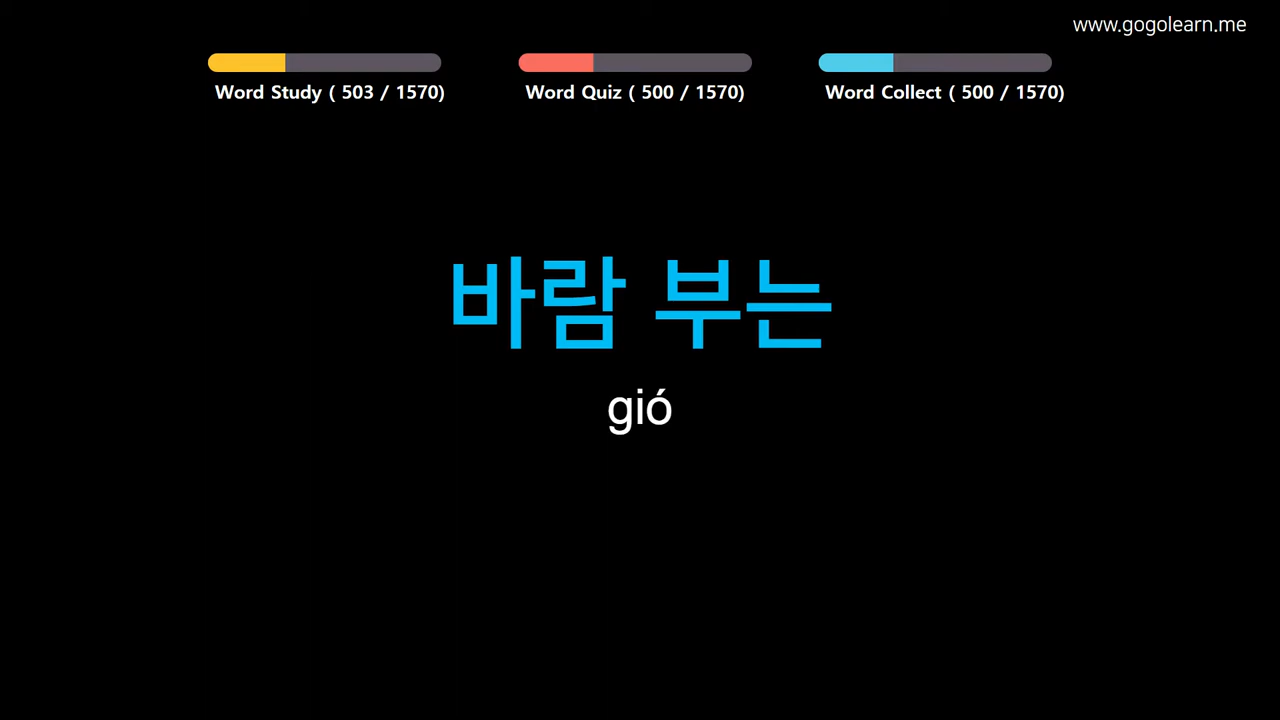 www.gogolearn.me
Word Study ( 503 / 1570)
Word Quiz ( 500 / 1570)
Word Collect ( 500 / 1570)
바람 부는
gió